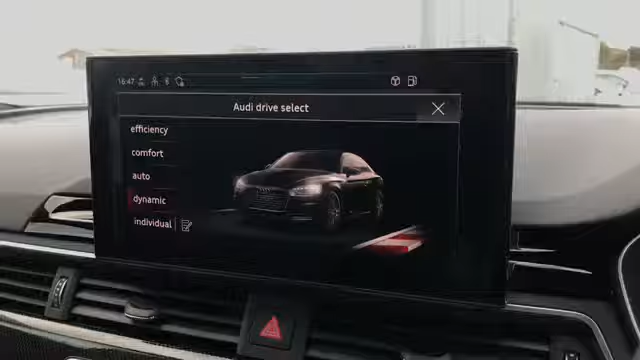 16:47
Audi drive select
efficiency
comfort
auto
dynamic
individual